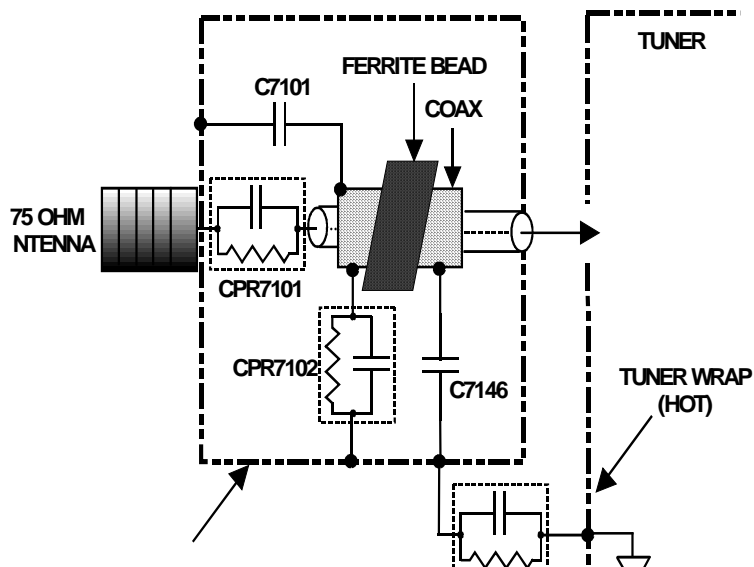 TUNER
FERRITE BEAD
C7101
COAX
75 OHM
NTENNA
CPR7101
CPR7102
C7146
TUNER WRAP
(HOT)